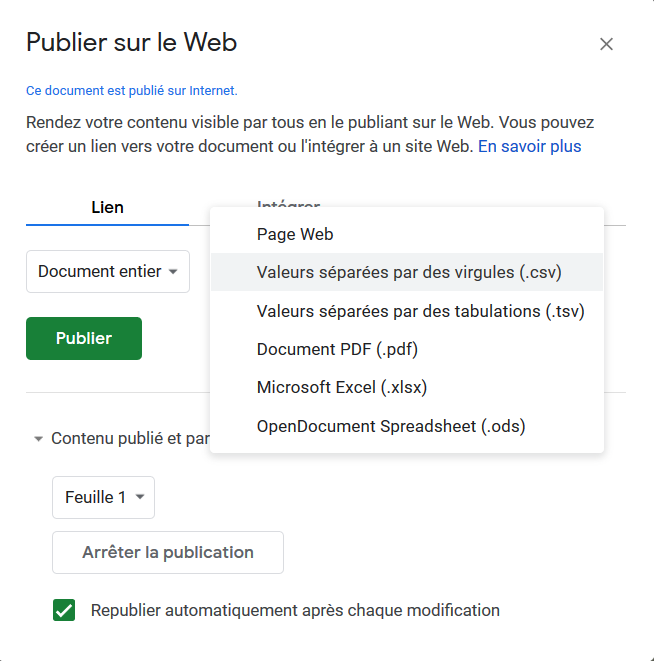 Publier sur le Web
Ce document est publié sur Internet.
Rendez votre contenu visible par tous en le publiant sur le Web. Vous pouvez
créer un lien vers votre document ou l'intégrer à un site Web. En savoir plus
Lien
Intégrer
Page Web
Document entier
Valeurs séparées par des virgules (.csv)
Valeurs séparées par des tabulations (.tsv)
Publier
Document PDF (.pdf)
Microsoft Excel (.xlsx)
OpenDocument Spreadsheet (.ods)
Contenu publié et par
Feuille 1
Arrêter la publication
Republier automatiquement après chaque modification